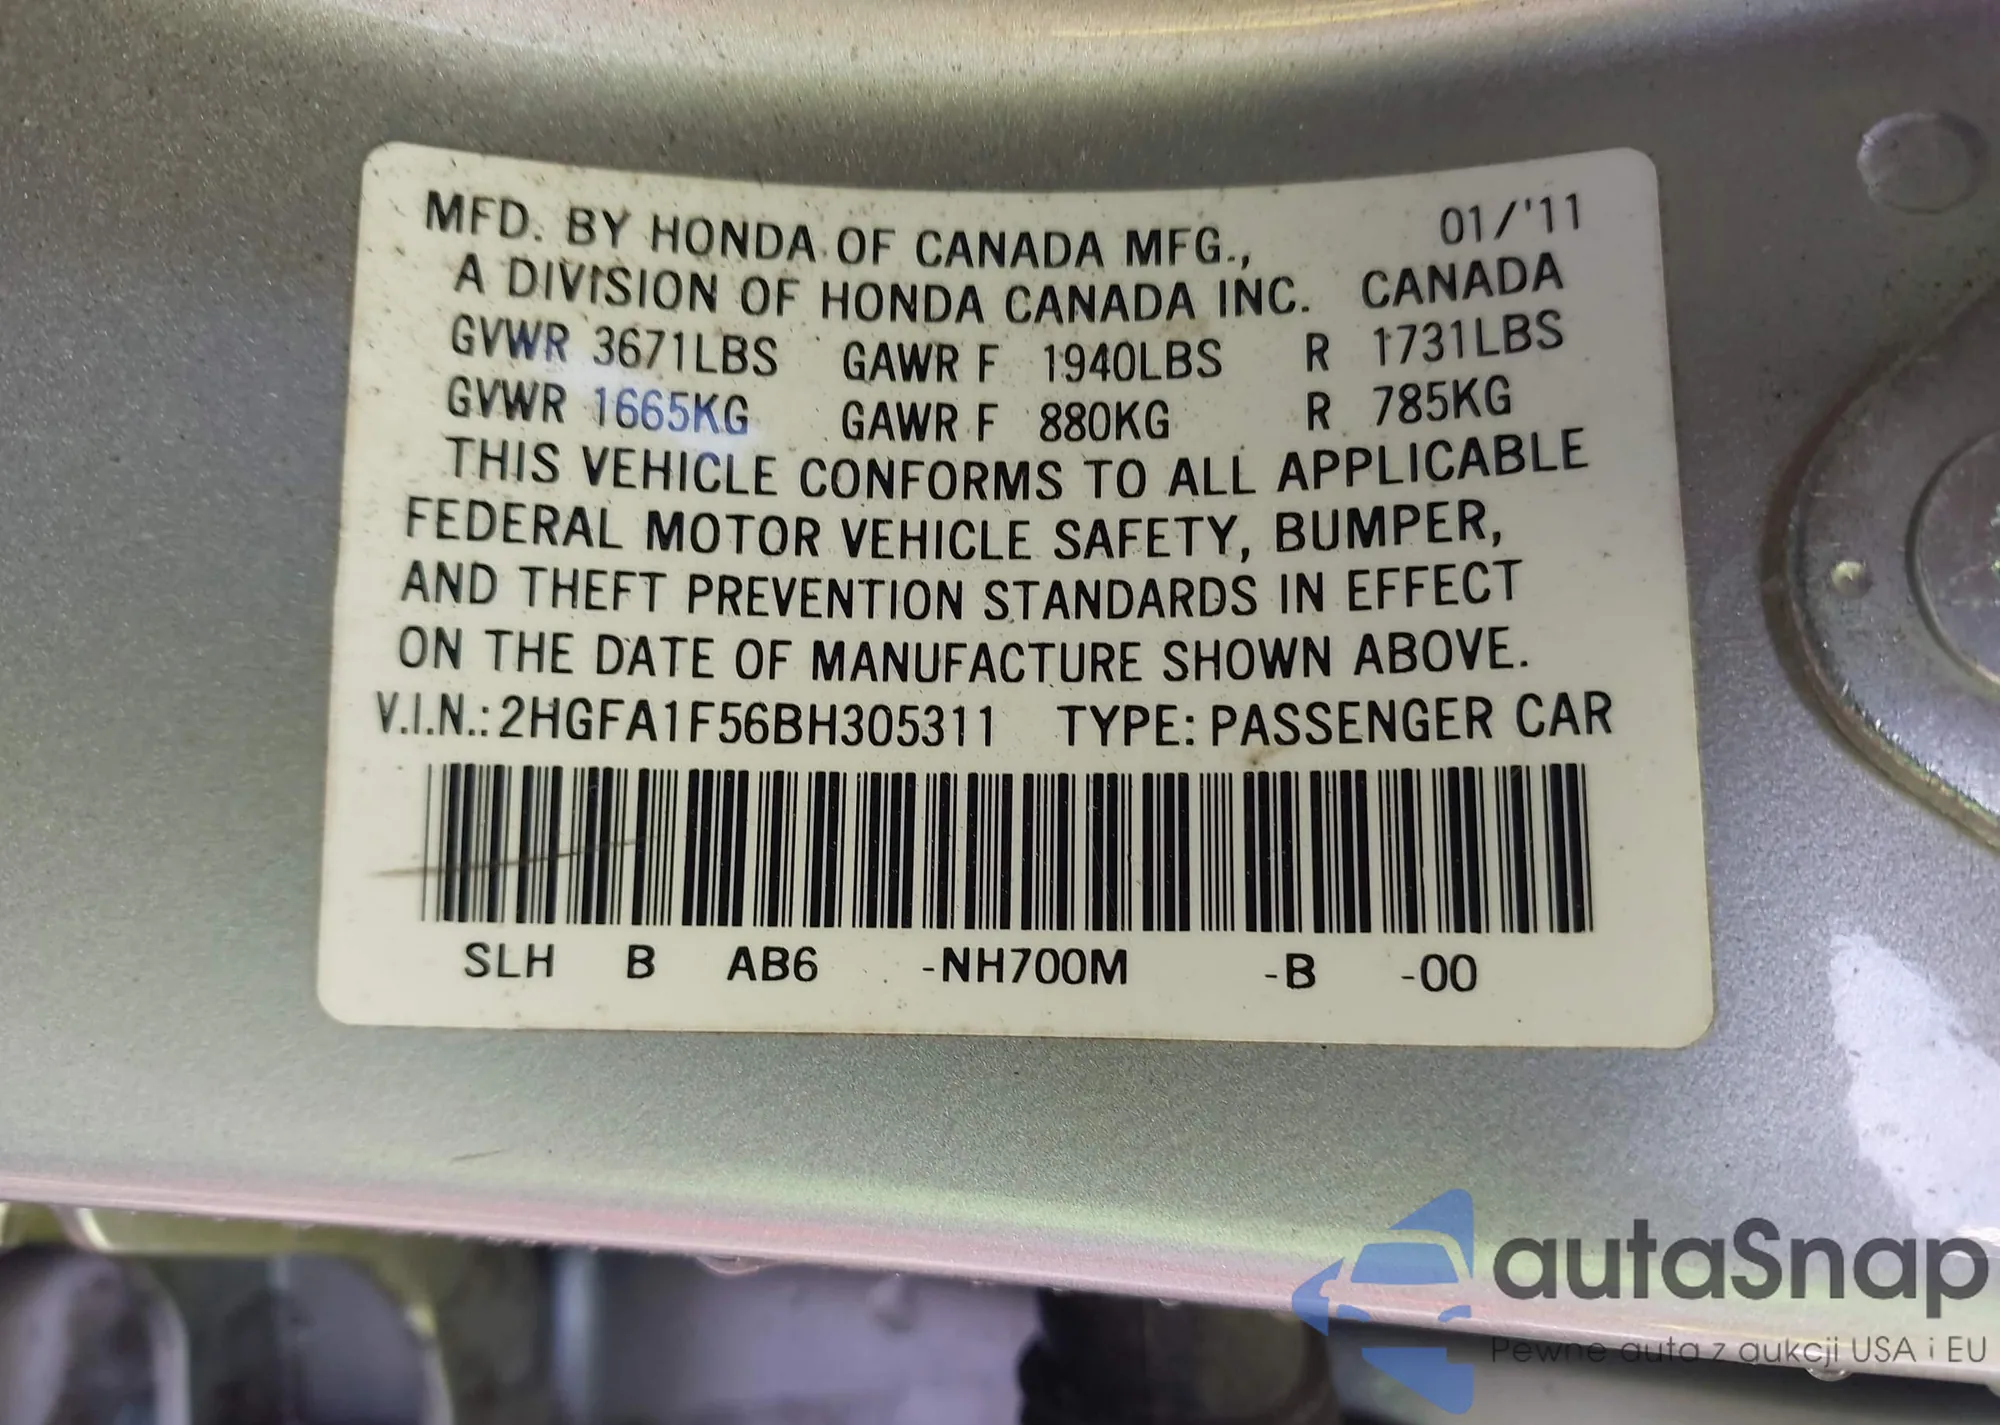 MFD. BY HONDA OF CANADA MFG., 01/'11
A DIVISION OF HONDA CANADA INC. CANADA
GVWR 3671LBS GAWR F 1940LBS R 1731LBS
GVWR 1665KG GAWR F 880KG R 785KG
THIS VEHICLE CONFORMS TO ALL APPLICABLE
FEDERAL MOTOR VEHICLE SAFETY, BUMPER,
AND THEFT PREVENTION STANDARDS IN EFFECT
ON THE DATE OF MANUFACTURE SHOWN ABOVE.
V.I.N.: 2HGFA1F56BH305311 TYPE: PASSENGER CAR
SLH B AB6 -NH700M -B -00
autaSnap
Pewne auta z aukcji USA i EU